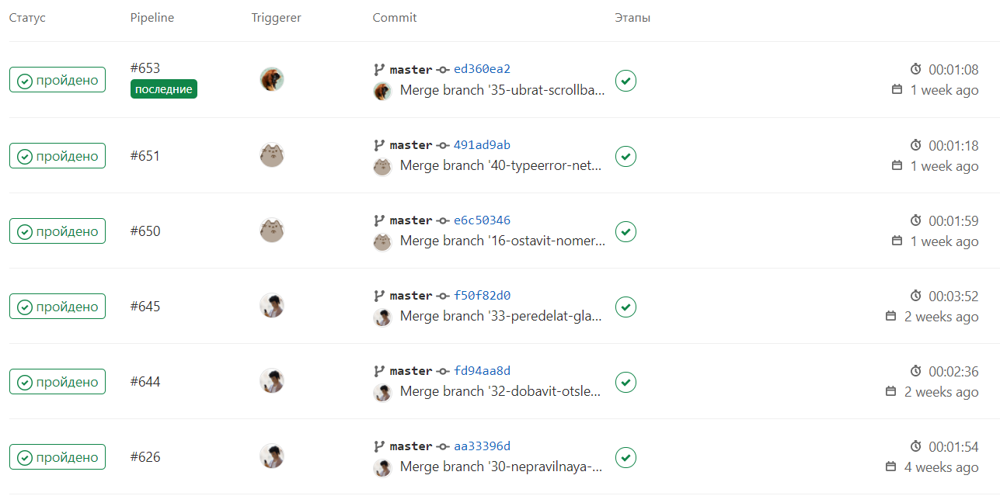 Статус Pipeline Triggerer Commit Этапы
пройдено #653 последние master ed360ea2 00:01:08
Merge branch '35-ubrat-scrollba... 1 week ago
пройдено #651 master 491ad9ab 00:01:18
Merge branch '40-typeerror-net... 1 week ago
пройдено #650 master e6c50346 00:01:59
Merge branch '16-ostavit-nomer... 1 week ago
пройдено #645 master f50f82d0 00:03:52
Merge branch '33-peredelat-gla... 2 weeks ago
пройдено #644 master fd94aa8d 00:02:36
Merge branch '32-dobavit-otsle... 2 weeks ago
пройдено #626 master aa33396d 00:01:54
Merge branch '30-nepravilnaya-... 4 weeks ago